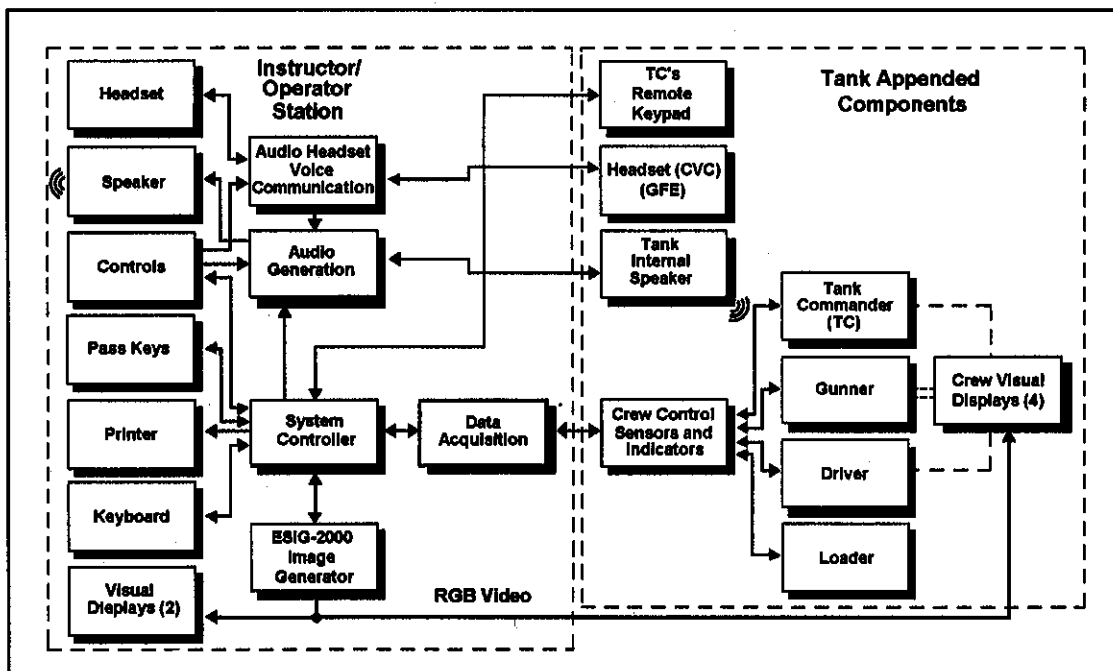 Instructor/
Operator
Station
Headset
Speaker
Controls
Pass Keys
Printer
Keyboard
Visual
Displays (2)
Audio Headset
Voice
Communication
Audio
Generation
System
Controller
Data
Acquisition
ESIG-2000
Image
Generator
RGB Video
Tank Appended
Components
TC's
Remote
Keypad
Headset (CVC)
(GFE)
Tank
Internal
Speaker
Crew Control
Sensors and
Indicators
Tank
Commander
(TC)
Gunner
Driver
Loader
Crew Visual
Displays (4)